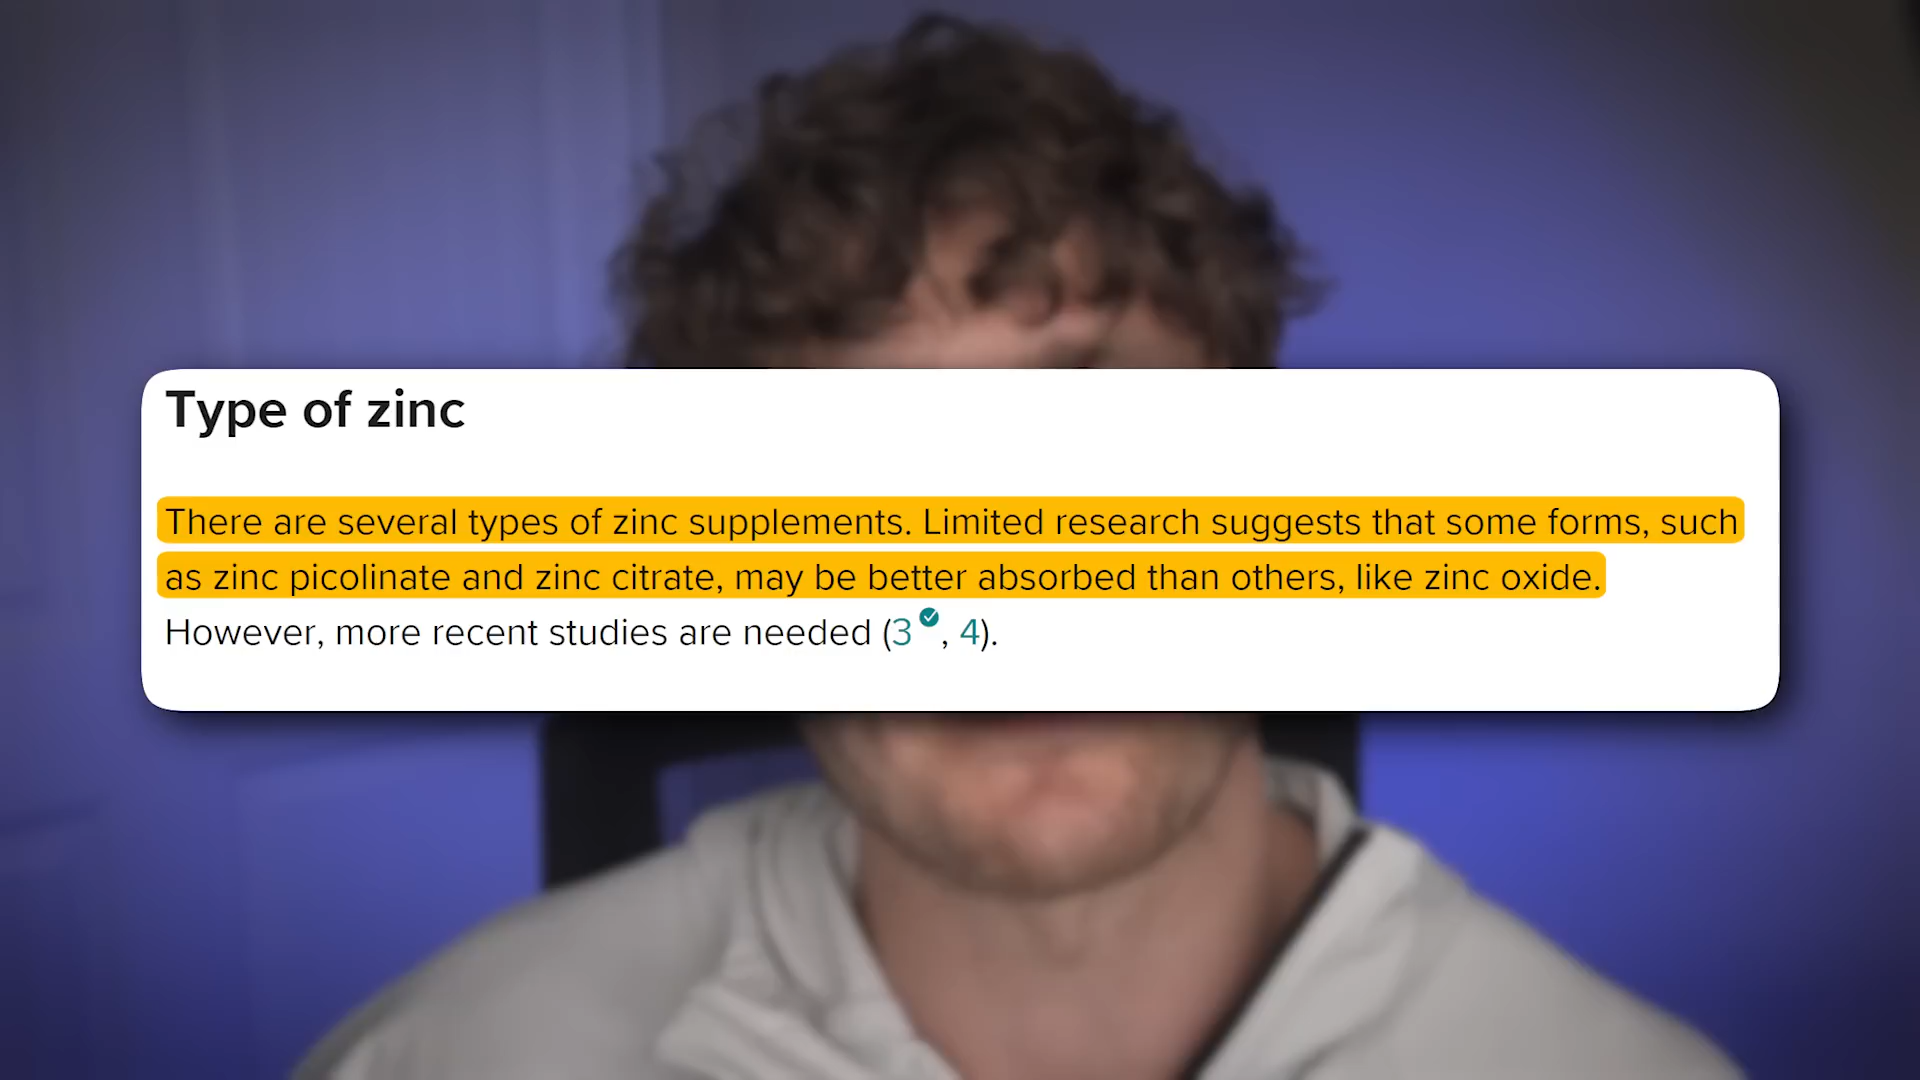 Type of zinc
There are several types of zinc supplements. Limited research suggests that some forms, such
as zinc picolinate and zinc citrate, may be better absorbed than others, like zinc oxide.
However, more recent studies are needed (3, 4).